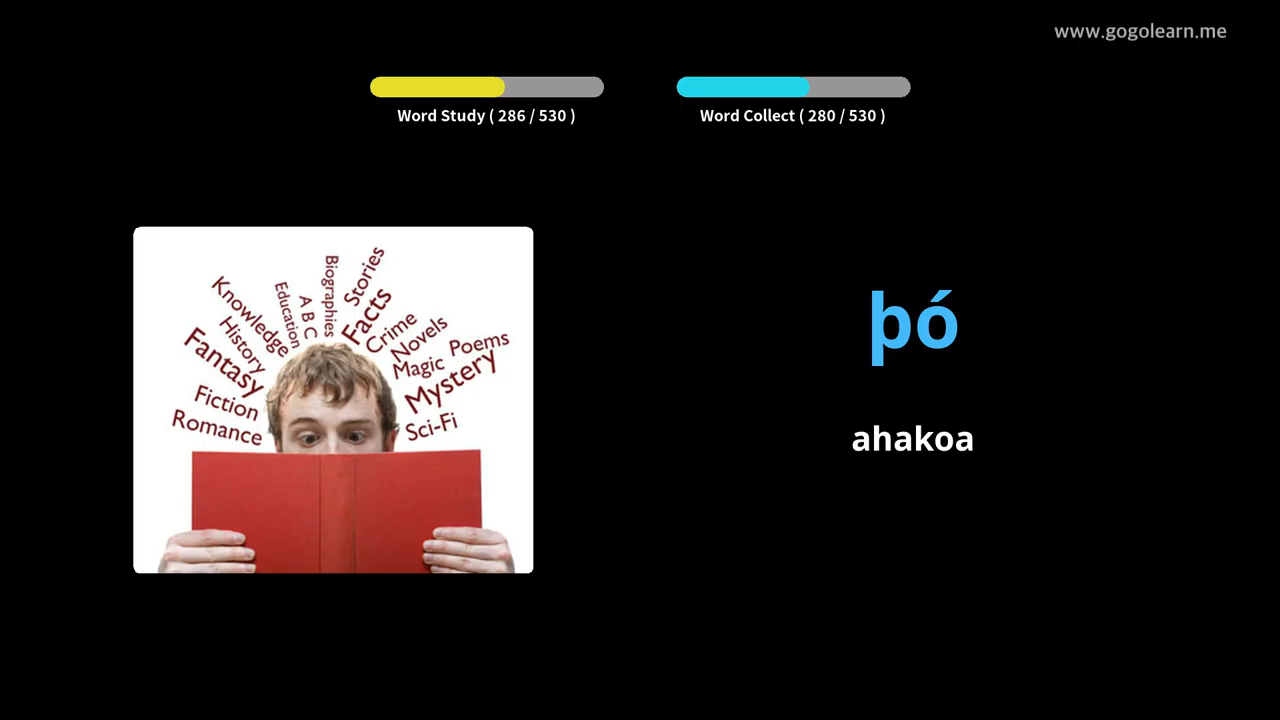 www.gogolearn.me
Word Study ( 286 / 530 )
Word Collect ( 280 / 530 )
Knowledge
History
Fantasy
Fiction
Romance
Education
A B C
Biographies
Stories
Facts
Crime
Novels
Magic
Poems
Mystery
Sci-Fi
þó
ahakoa